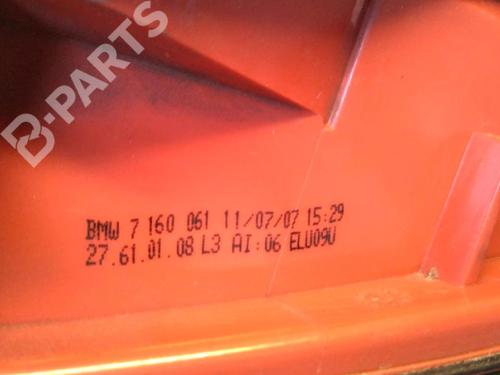 B-PARTS
BMW 7 160 061 11/07/07 15:29
27.61.01.08 L3 AI:06 ELU09U